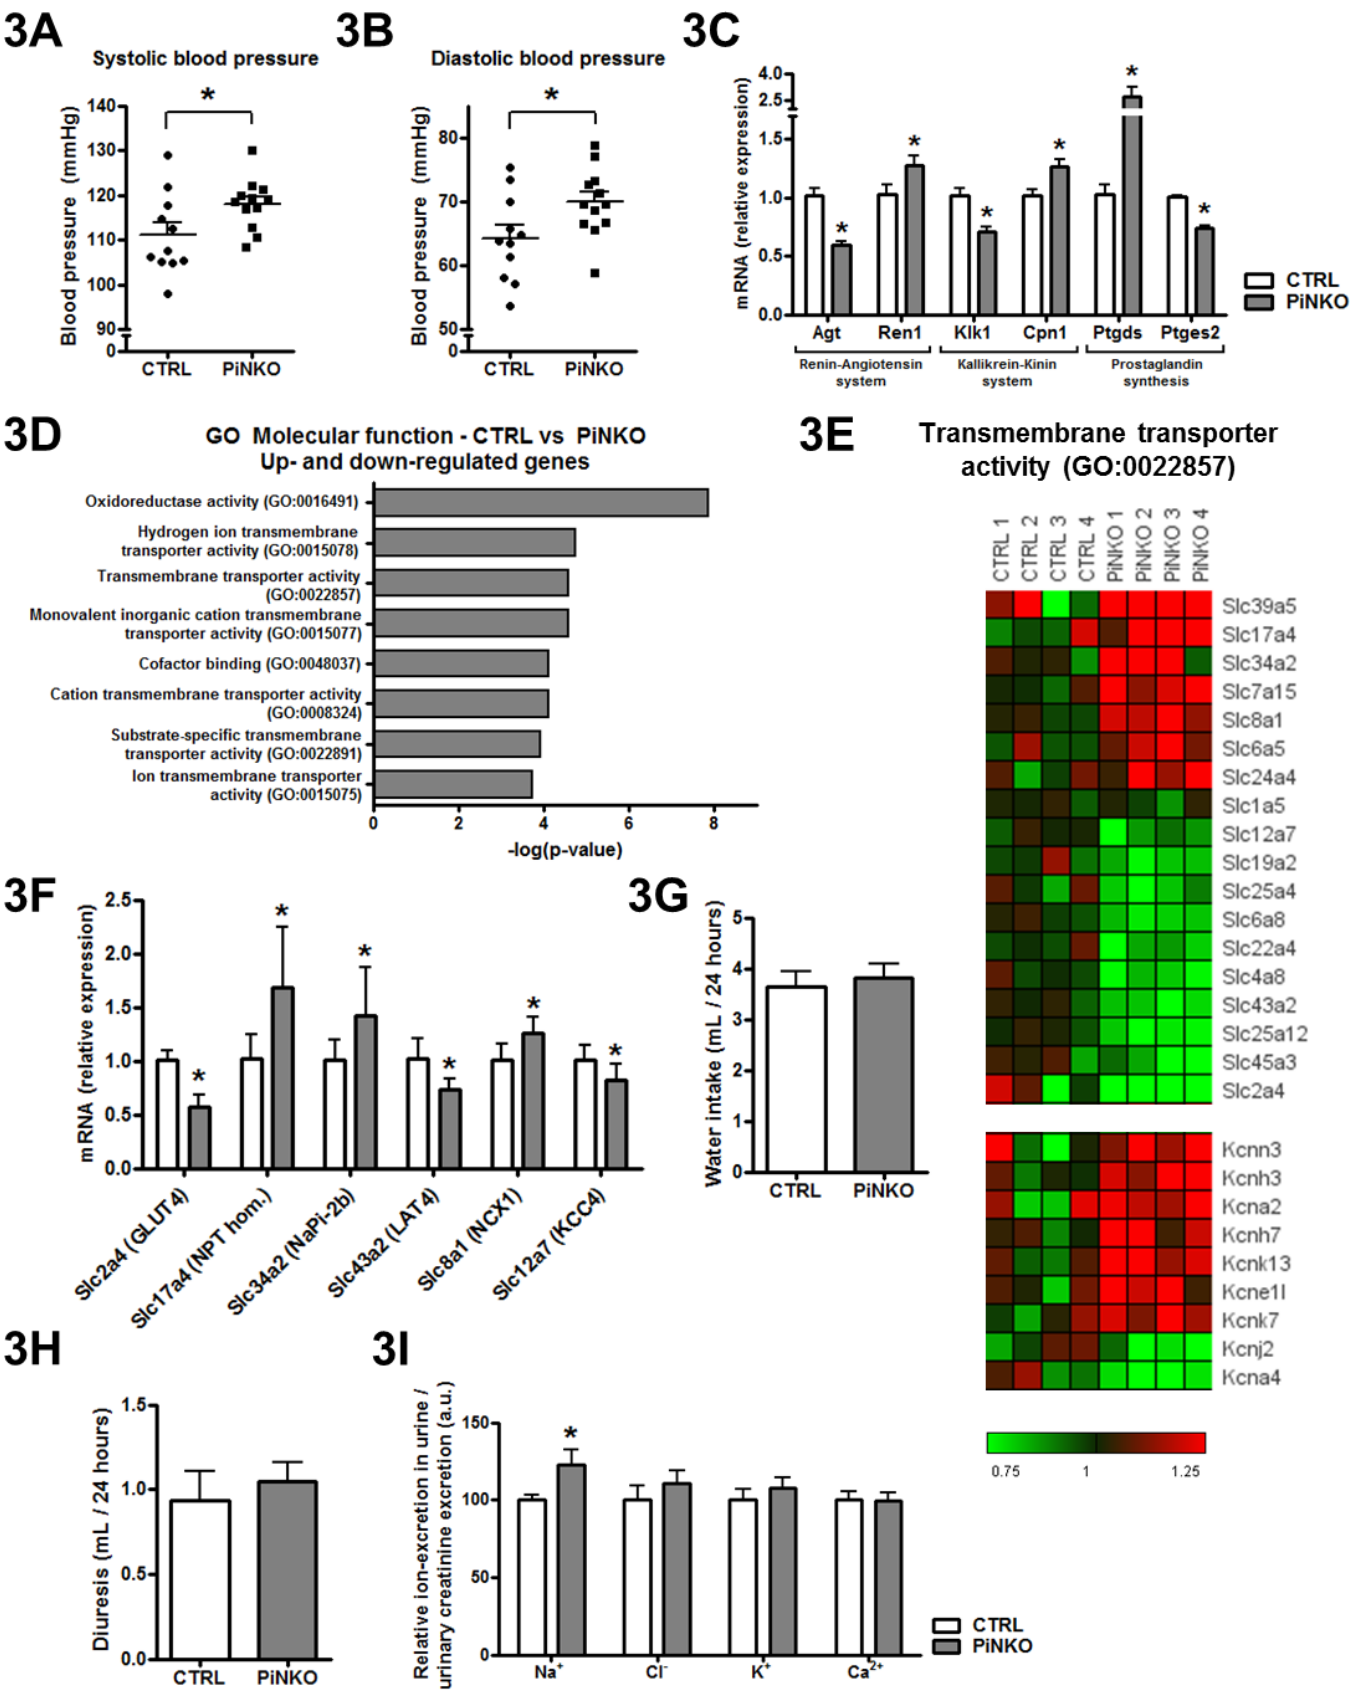 3A
Systolic blood pressure
*
Blood pressure (mmHg)
140
130
120
110
100
90
0
CTRL
PiNKO
3B
Diastolic blood pressure
*
Blood pressure (mmHg)
80
70
60
50
0
CTRL
PiNKO
3C
mRNA (relative expression)
4.0
2.5
1.5
1.0
0.5
0.0
* * * * * *
Agt Ren1 Klk1 Cpn1 Ptgds Ptges2
Renin-Angiotensin
system
Kallikrein-Kinin
system
Prostaglandin
synthesis
CTRL
PiNKO
3D
GO Molecular function - CTRL vs PiNKO
Up- and down-regulated genes
Oxidoreductase activity (GO:0016491)
Hydrogen ion transmembrane
transporter activity (GO:0015078)
Transmembrane transporter activity
(GO:0022857)
Monovalent inorganic cation transmembrane
transporter activity (GO:0015077)
Cofactor binding (GO:0048037)
Cation transmembrane transporter activity
(GO:0008324)
Substrate-specific transmembrane
transporter activity (GO:0022891)
Ion transmembrane transporter
activity (GO:0015075)
0 2 4 6 8
-log(p-value)
3E
Transmembrane transporter
activity (GO:0022857)
CTRL 1
CTRL 2
CTRL 3
CTRL 4
PiNKO 1
PiNKO 2
PiNKO 3
PiNKO 4
Slc39a5
Slc17a4
Slc34a2
Slc7a15
Slc8a1
Slc6a5
Slc24a4
Slc1a5
Slc12a7
Slc19a2
Slc25a4
Slc6a8
Slc22a4
Slc4a8
Slc43a2
Slc25a12
Slc45a3
Slc2a4
Kcnn3
Kcnh3
Kcna2
Kcnh7
Kcnk13
Kcne1l
Kcnk7
Kcnj2
Kcna4
0.75 1 1.25
3F
mRNA (relative expression)
2.5
2.0
1.5
1.0
0.5
0.0
* * * * * *
Slc2a4 (GLUT4)
Slc17a4 (NPT hom.)
Slc34a2 (NaPi-2b)
Slc43a2 (LAT4)
Slc8a1 (NCX1)
Slc12a7 (KCC4)
3G
Water intake (mL / 24 hours)
5
4
3
2
1
0
CTRL
PiNKO
3H
Diuresis (mL / 24 hours)
1.5
1.0
0.5
0.0
CTRL
PiNKO
3I
Relative ion-excretion in urine /
urinary creatinine excretion (a.u.)
150
100
50
0
*
Na⁺ Cl⁻ K⁺ Ca²⁺
CTRL
PiNKO